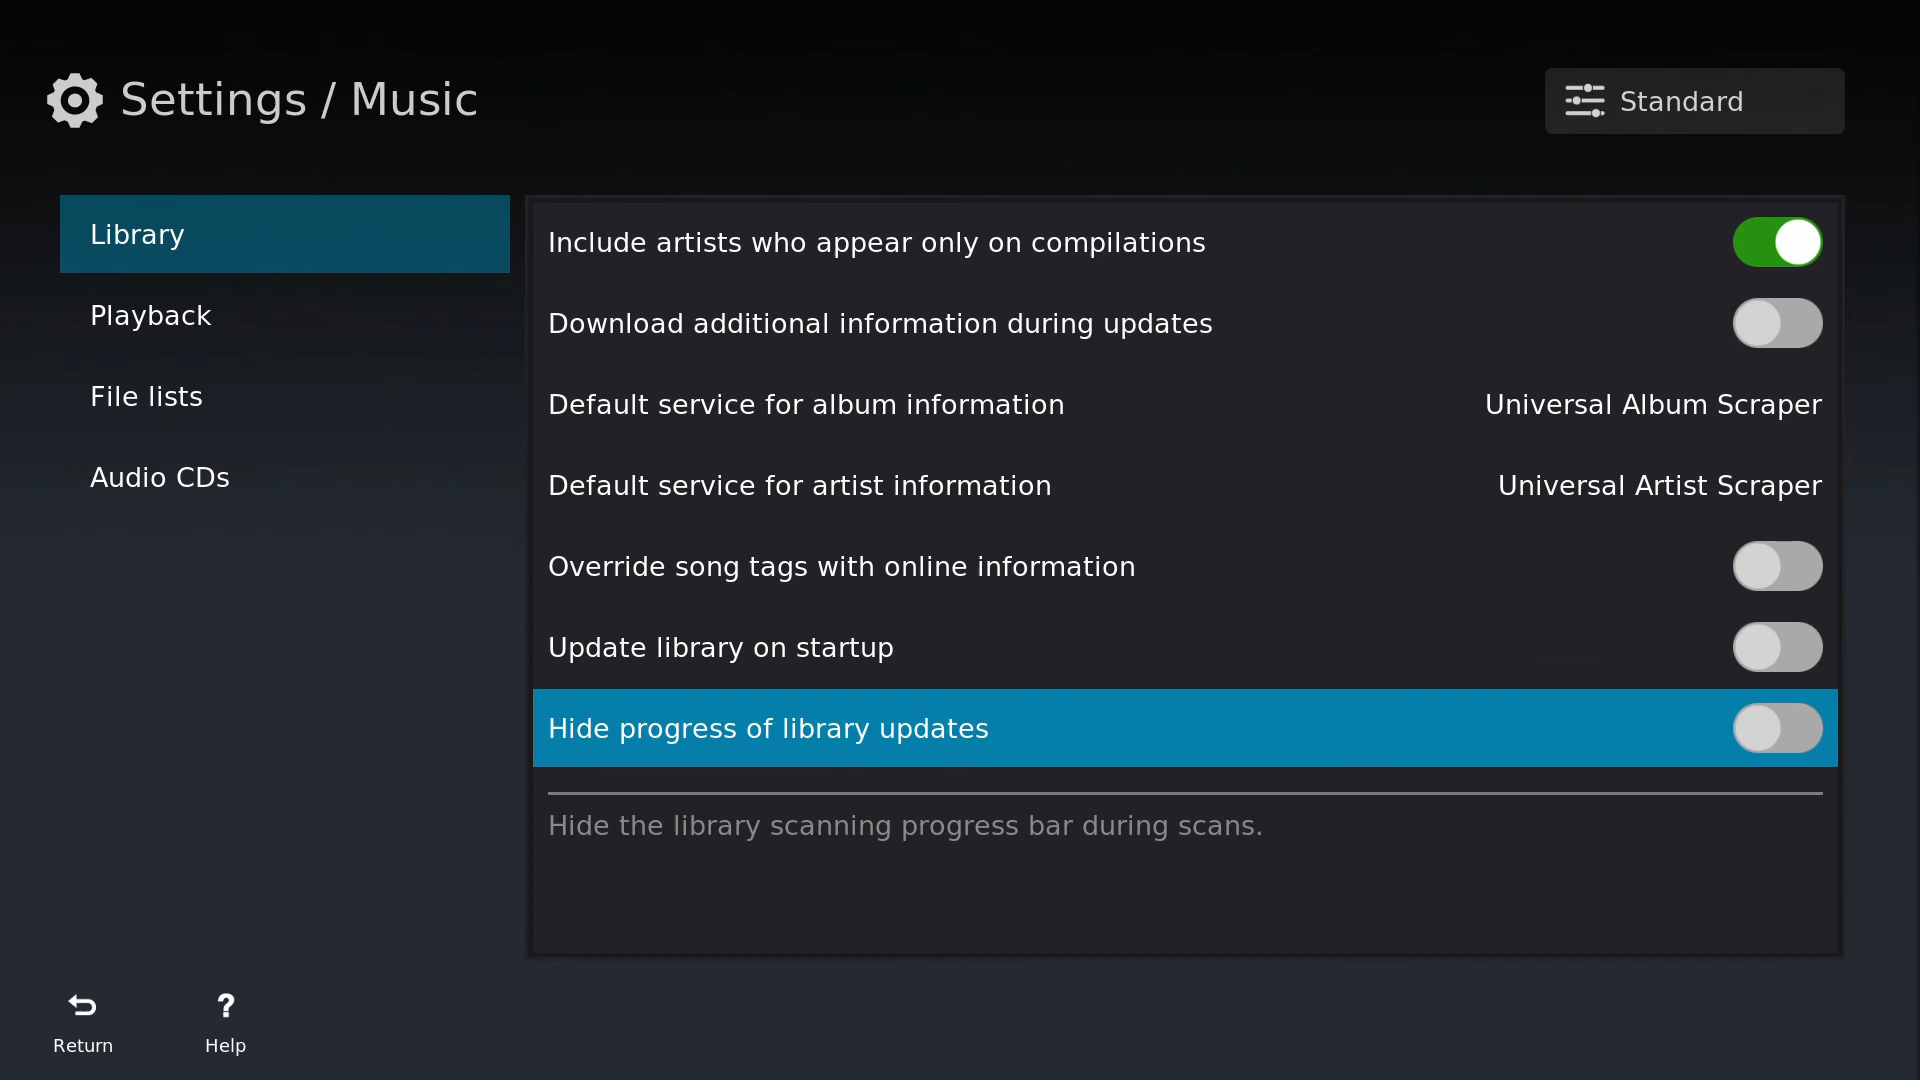 Settings / Music
Standard
Library
Playback
File lists
Audio CDs
Include artists who appear only on compilations
Download additional information during updates
Default service for album information Universal Album Scraper
Default service for artist information Universal Artist Scraper
Override song tags with online information
Update library on startup
Hide progress of library updates
Hide the library scanning progress bar during scans.
Return
? Help